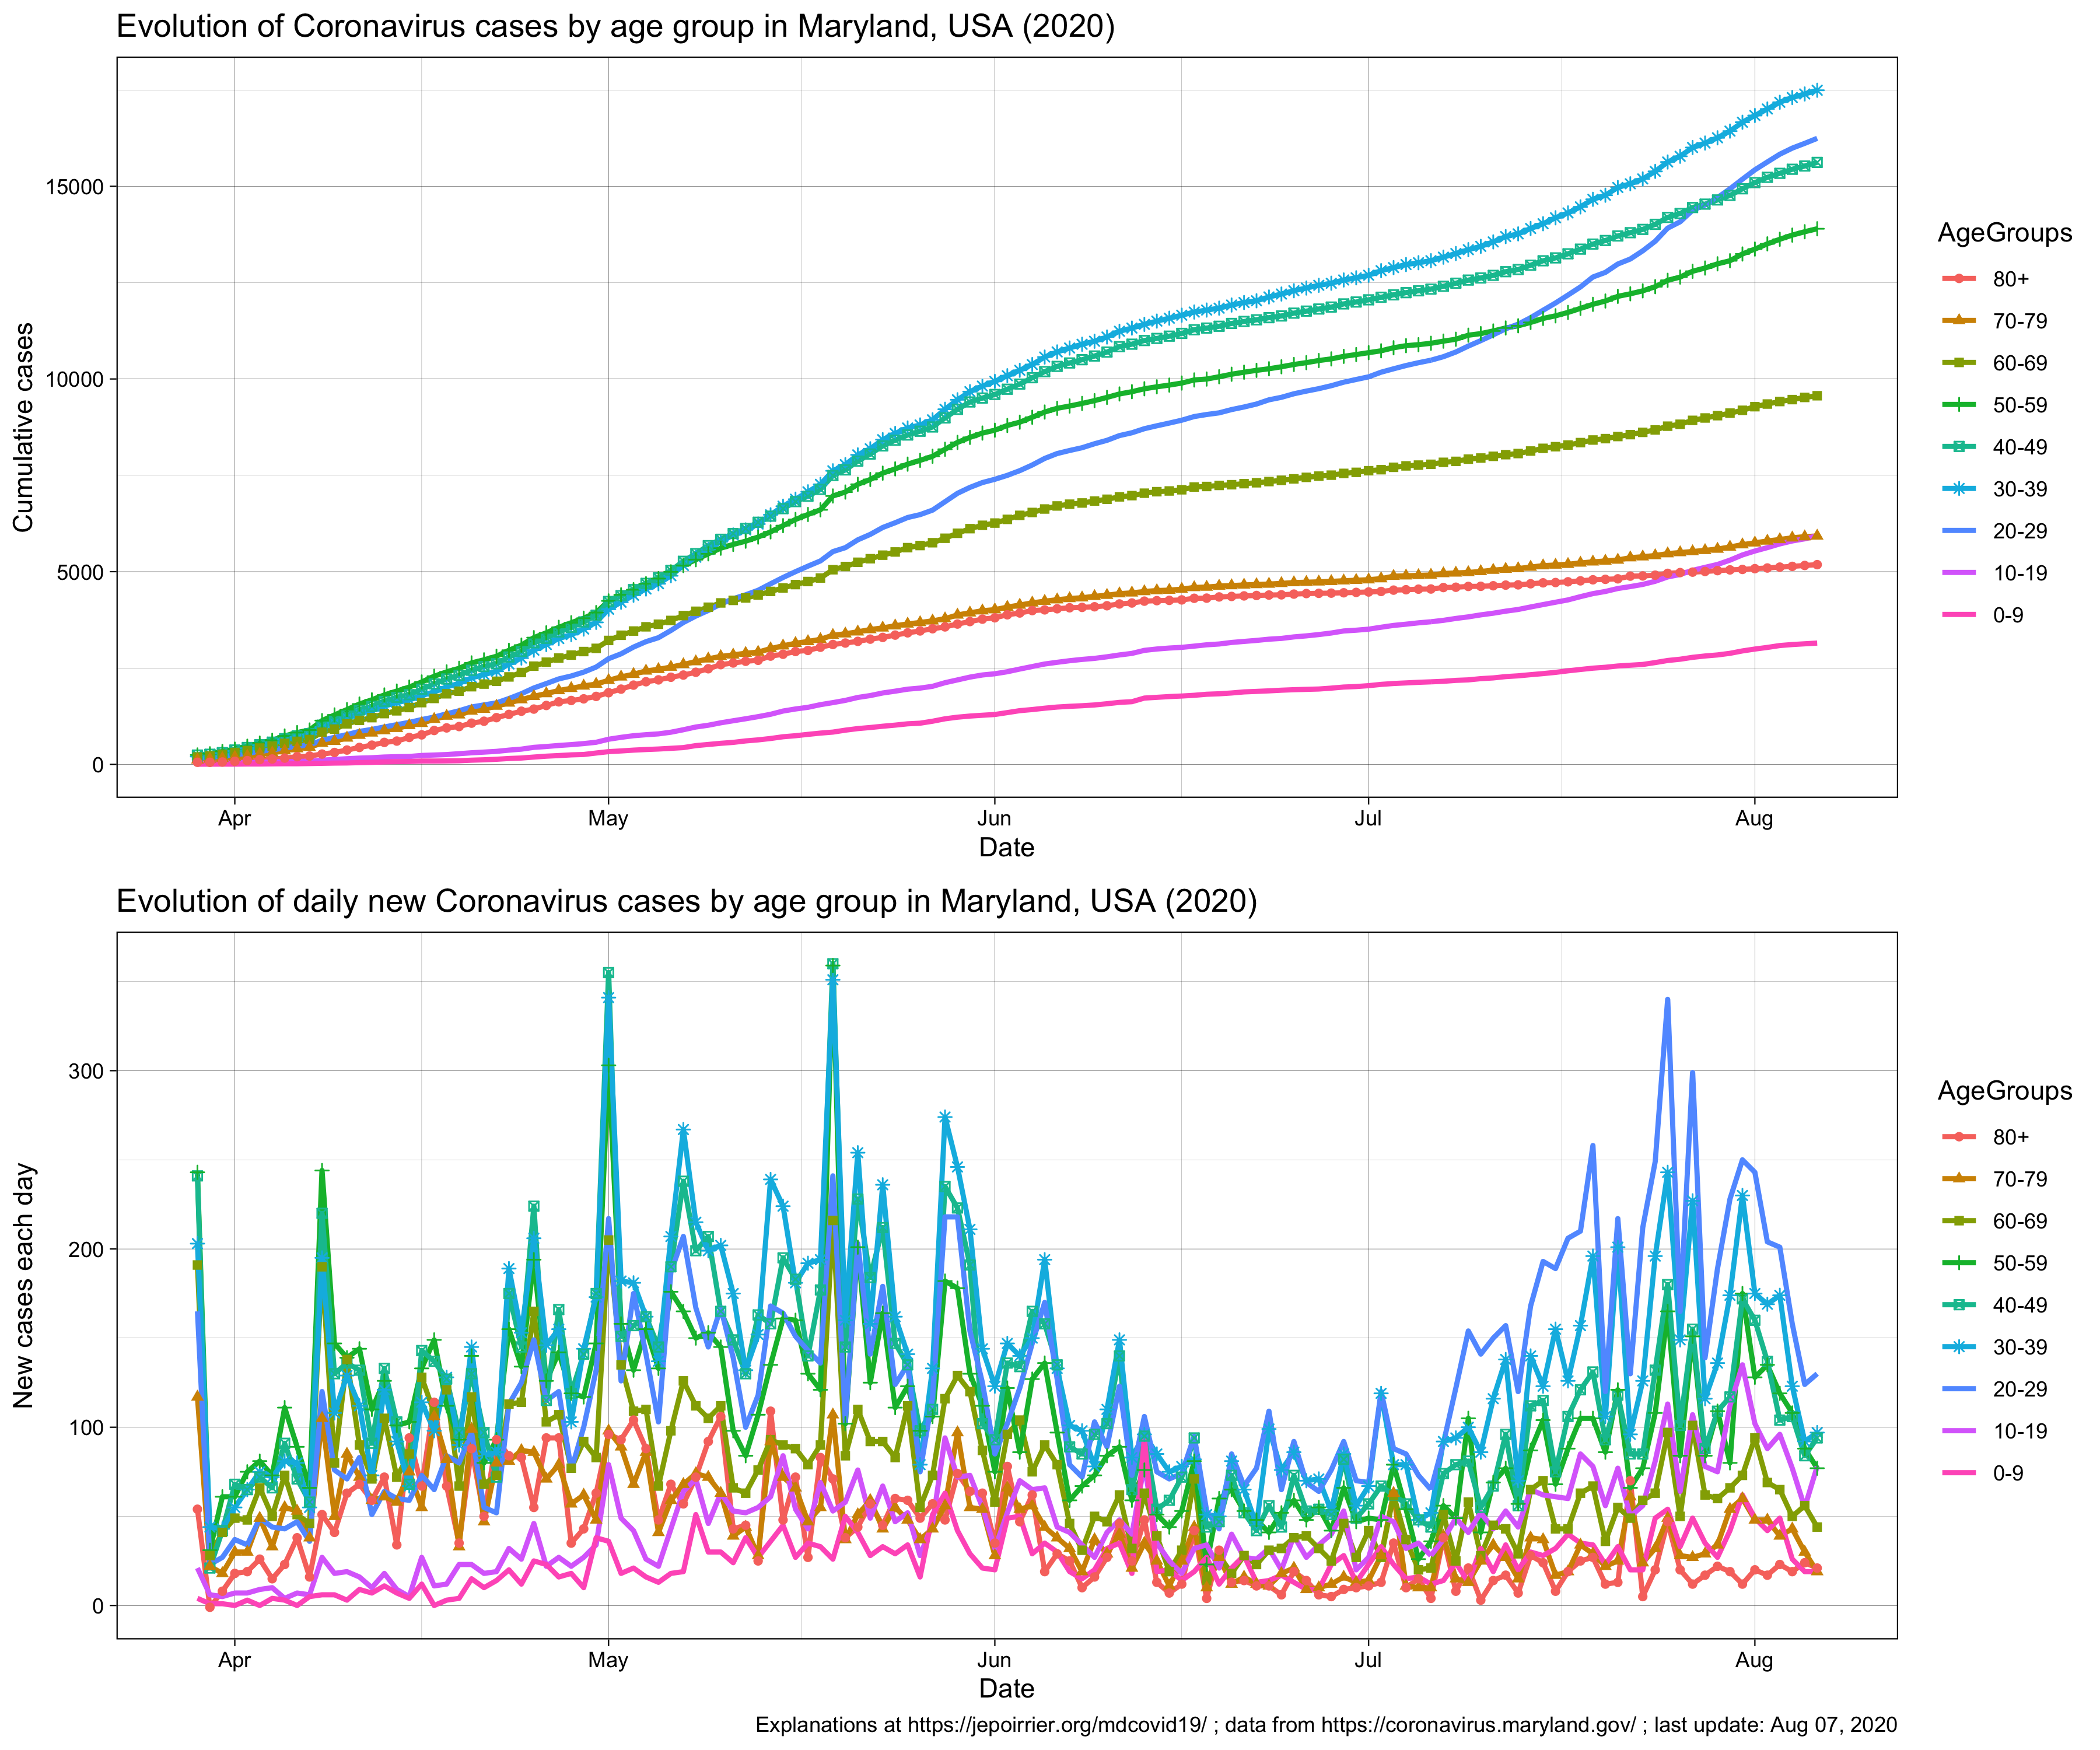 Evolution of Coronavirus cases by age group in Maryland, USA (2020)
Cumulative cases
15000
10000
5000
0
Apr
May
Jun
Jul
Aug
Date
AgeGroups
80+
70-79
60-69
50-59
40-49
30-39
20-29
10-19
0-9
Evolution of daily new Coronavirus cases by age group in Maryland, USA (2020)
New cases each day
300
200
100
0
Apr
May
Jun
Jul
Aug
Date
AgeGroups
80+
70-79
60-69
50-59
40-49
30-39
20-29
10-19
0-9
Explanations at https://jepoirrier.org/mdcovid19/ ; data from https://coronavirus.maryland.gov/ ; last update: Aug 07, 2020